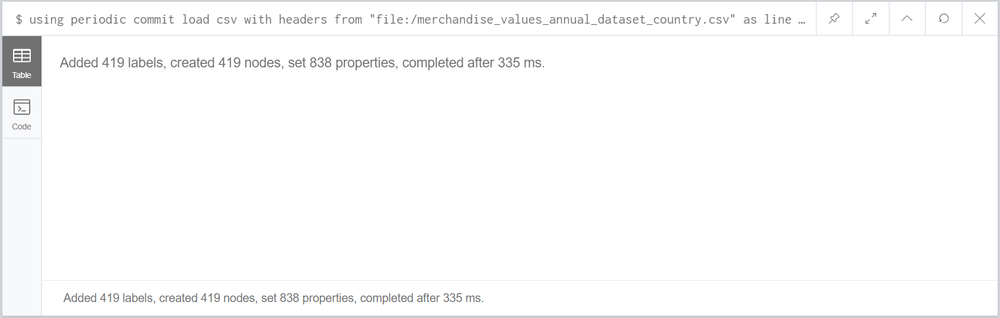 $ using periodic commit load csv with headers from "file:/merchandise_values_annual_dataset_country.csv" as line …
Table
Added 419 labels, created 419 nodes, set 838 properties, completed after 335 ms.
Code
Added 419 labels, created 419 nodes, set 838 properties, completed after 335 ms.